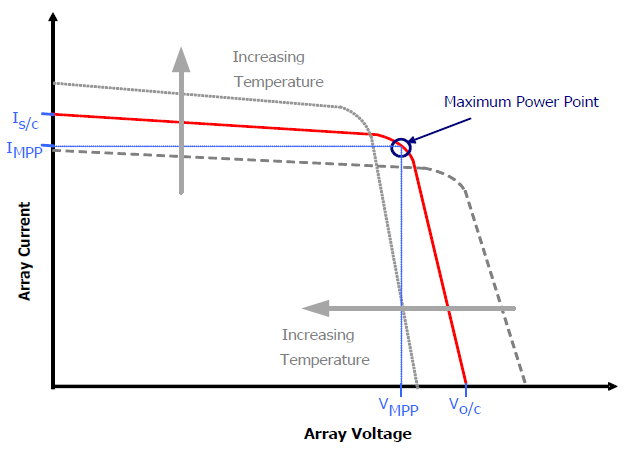 Increasing
Temperature
Maximum Power Point
Is/c
IMPP
Array Current
Increasing
Temperature
VMPP
Vo/c
Array Voltage